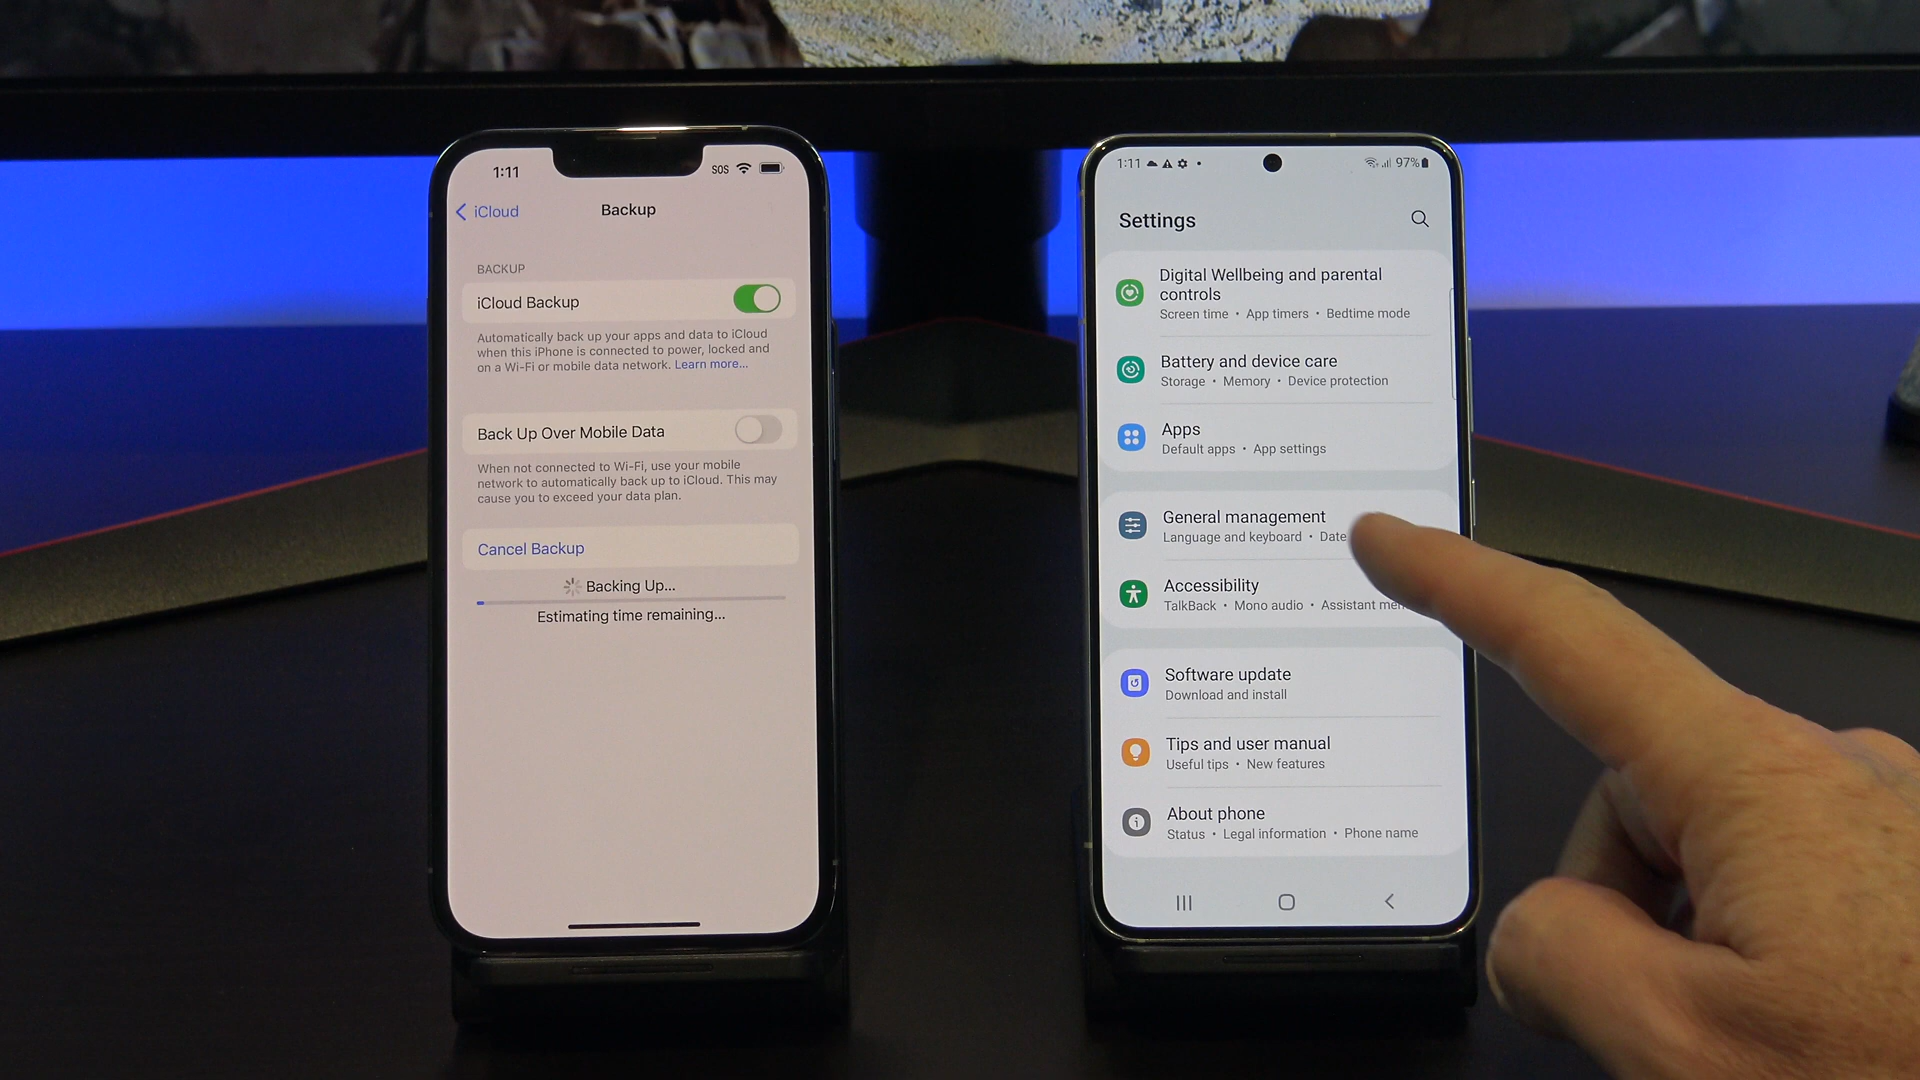 1:11
SOS
iCloud
Backup
BACKUP
iCloud Backup
Automatically back up your apps and data to iCloud
when this iPhone is connected to power, locked and
on a Wi-Fi or mobile data network. Learn more...
Back Up Over Mobile Data
When not connected to Wi-Fi, use your mobile
network to automatically back up to iCloud. This may
cause you to exceed your data plan.
Cancel Backup
Backing Up...
Estimating time remaining...
1:11
97%
Settings
Digital Wellbeing and parental
controls
Screen time • App timers • Bedtime mode
Battery and device care
Storage • Memory • Device protection
Apps
Default apps • App settings
General management
Language and keyboard • Date
Accessibility
TalkBack • Mono audio • Assistant men
Software update
Download and install
Tips and user manual
Useful tips • New features
About phone
Status • Legal information • Phone name